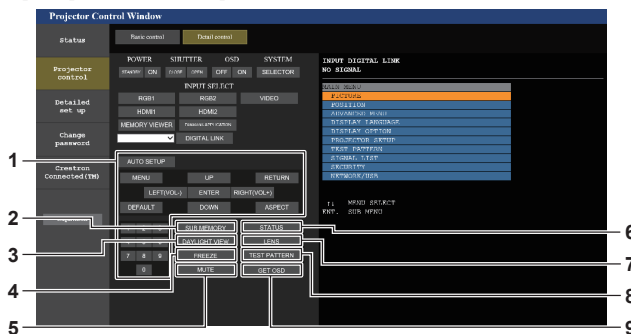 Projector Control Window
Status
Projector
control
Detailed
set up
Change
password
Crestron
Connected(TM)
Basic control
Detail control
POWER SHUTTER OSD SYSTEM
STANDBY ON CLOSE OPEN OFF ON SELECTOR
INPUT SELECT
RGB1 RGB2 VIDEO
HDMI1 HDMI2
MEMORY VIEWER
DIGITAL LINK
AUTO SETUP
MENU UP RETURN
LEFT(VOL-) ENTER RIGHT(VOL+)
DEFAULT DOWN ASPECT
SUB MEMORY STATUS
DAYLIGHT VIEW LENS
7 8 9 FREEZE TEST PATTERN
0 MUTE GET OSD
INPUT DIGITAL LINK
NO SIGNAL
MAIN MENU
PICTURE
POSITION
ADVANCED MENU
DISPLAY LANGUAGE
DISPLAY OPTION
PROJECTOR SETUP
TEST PATTERN
SIGNAL LIST
SECURITY
NETWORK/USB
↑↓ MENU SELECT
ENT. SUB MENU
1
2
3
4
5
6
7
8
9